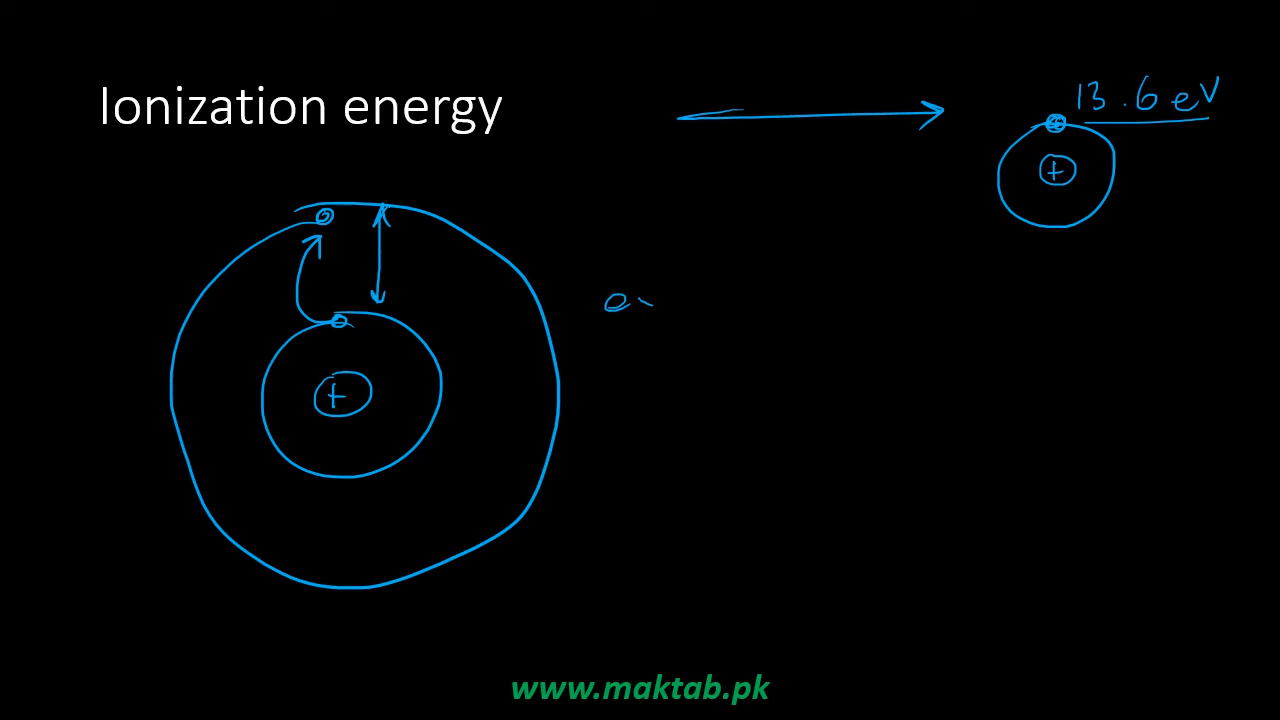 Ionization energy
13.6 eV
+
+
www.maktab.pk